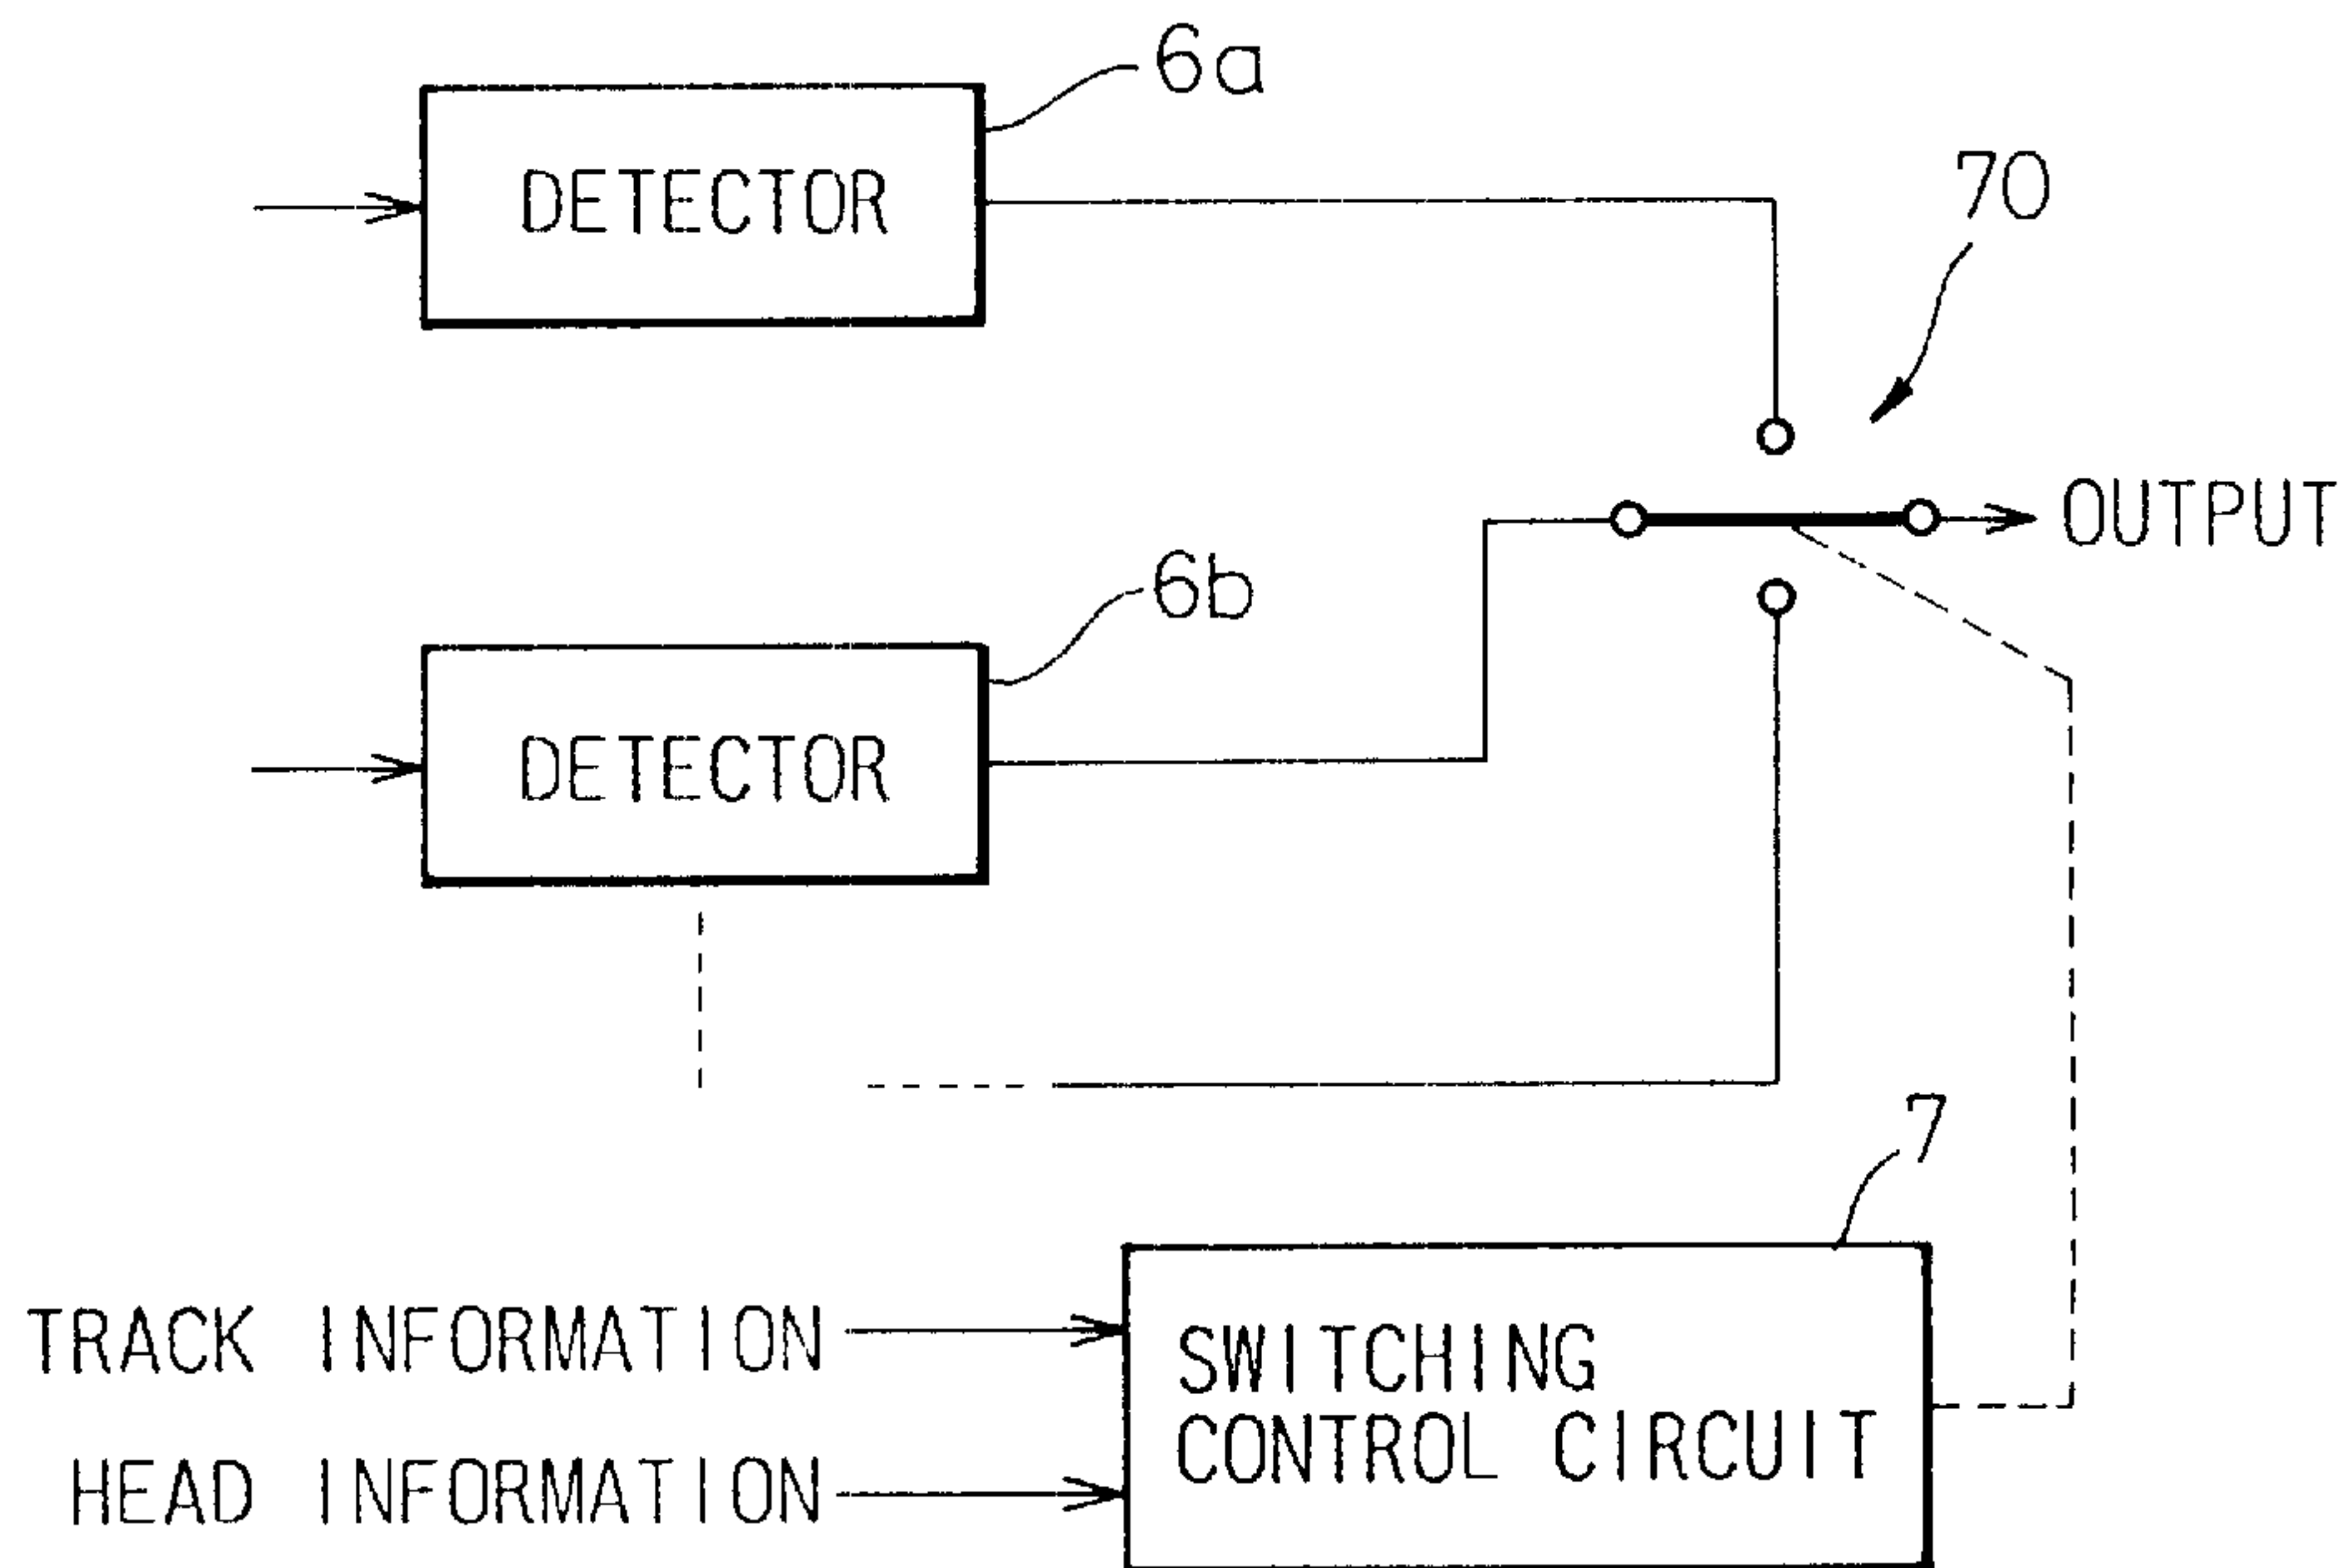 6a
DETECTOR
70
OUTPUT
6b
DETECTOR
7
TRACK INFORMATION
SWITCHING
CONTROL CIRCUIT
HEAD INFORMATION